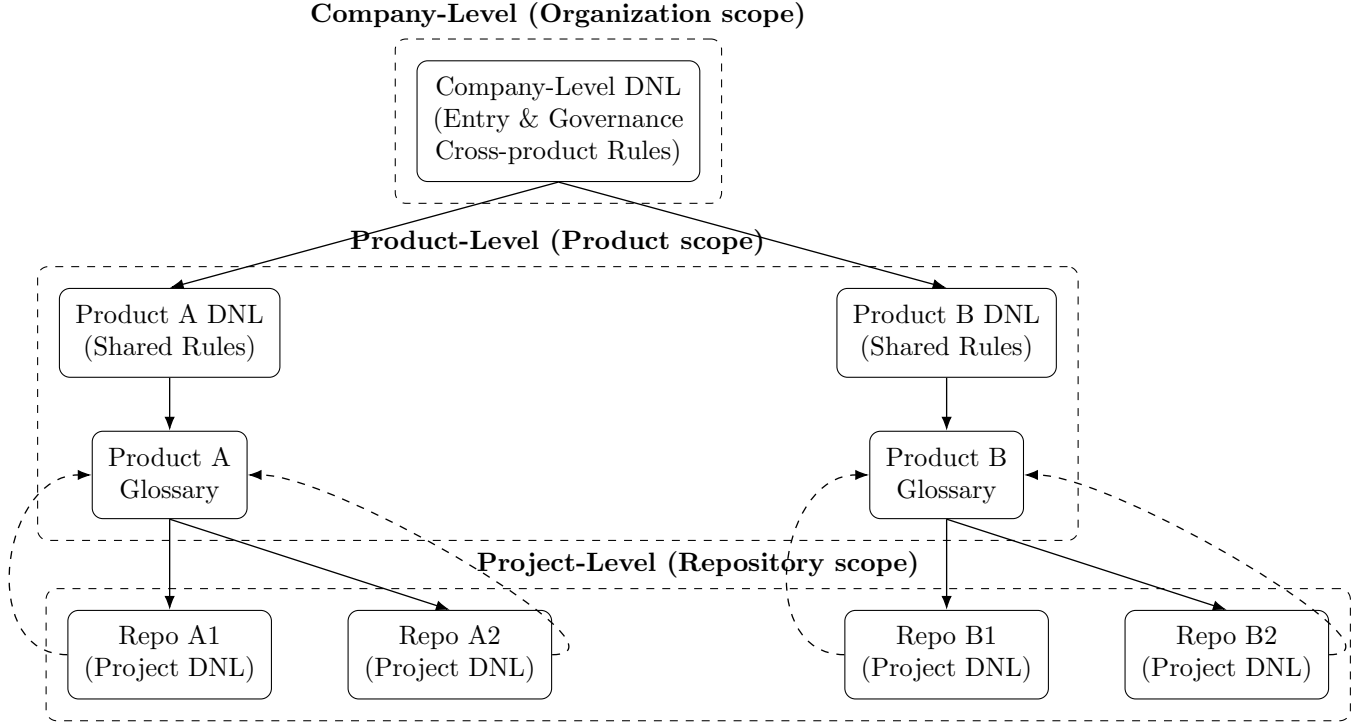 Company-Level (Organization scope)
Company-Level DNL
(Entry & Governance
Cross-product Rules)
Product-Level (Product scope)
Product A DNL
(Shared Rules)
Product B DNL
(Shared Rules)
Product A
Glossary
Product B
Glossary
Project-Level (Repository scope)
Repo A1
(Project DNL)
Repo A2
(Project DNL)
Repo B1
(Project DNL)
Repo B2
(Project DNL)